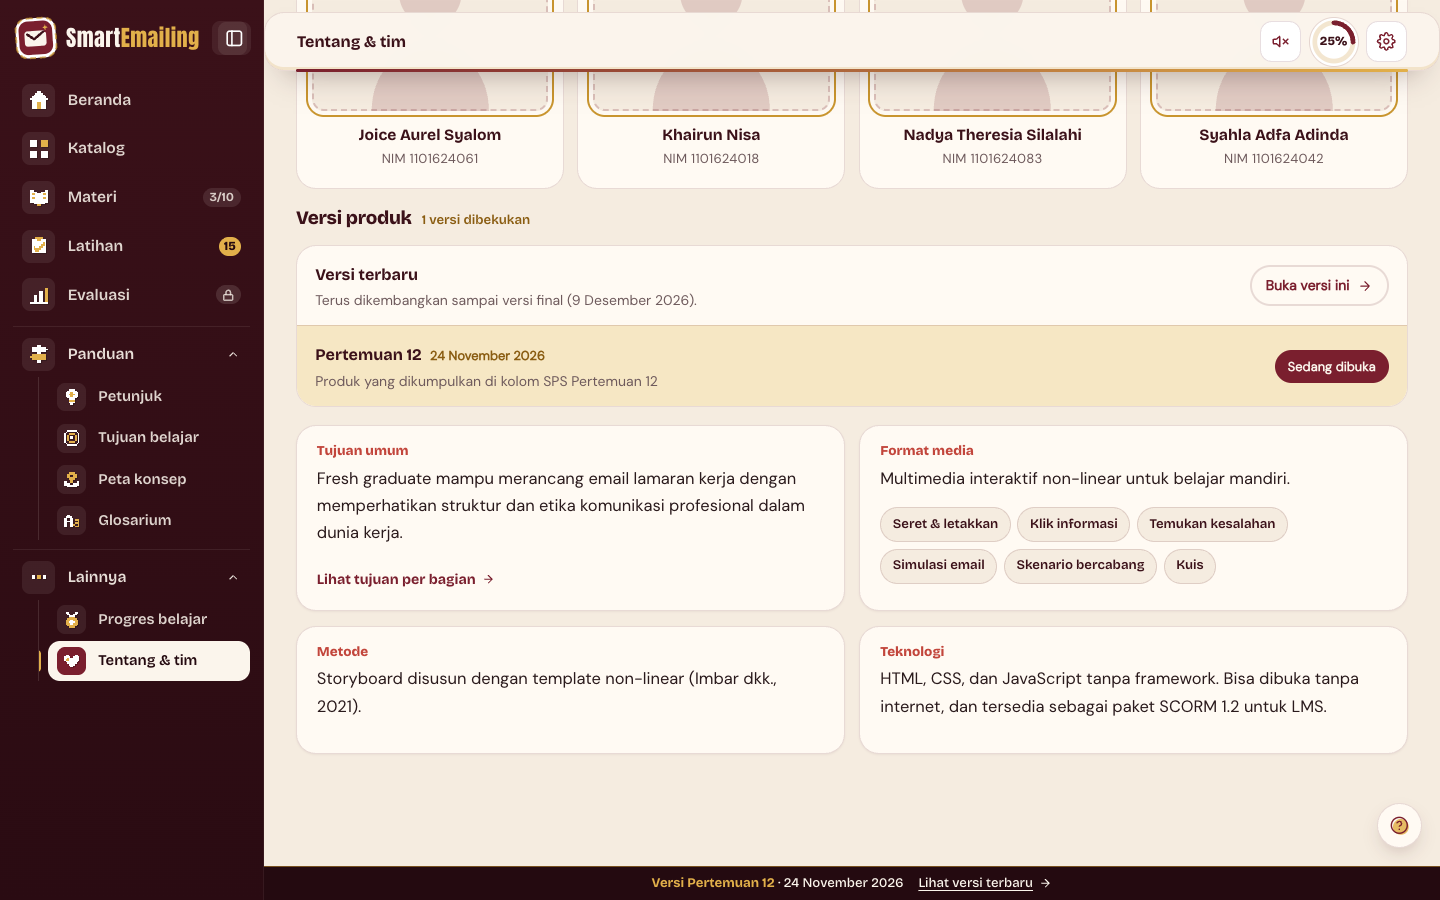 SmartEmailing
Beranda
Katalog
Materi 3/10
Latihan 15
Evaluasi
Panduan
Petunjuk
Tujuan belajar
Peta konsep
Glosarium
Lainnya
Progres belajar
Tentang & tim
Tentang & tim
25%
Joice Aurel Syalom
NIM 1101624061
Khairun Nisa
NIM 1101624018
Nadya Theresia Silalahi
NIM 1101624083
Syahla Adfa Adinda
NIM 1101624042
Versi produk 1 versi dibekukan
Versi terbaru
Terus dikembangkan sampai versi final (9 Desember 2026).
Buka versi ini →
Pertemuan 12 24 November 2026
Produk yang dikumpulkan di kolom SPS Pertemuan 12
Sedang dibuka
Tujuan umum
Fresh graduate mampu merancang email lamaran kerja dengan
memperhatikan struktur dan etika komunikasi profesional dalam
dunia kerja.
Lihat tujuan per bagian →
Format media
Multimedia interaktif non-linear untuk belajar mandiri.
Seret & letakkan Klik informasi Temukan kesalahan
Simulasi email Skenario bercabang Kuis
Metode
Storyboard disusun dengan template non-linear (Imbar dkk.,
2021).
Teknologi
HTML, CSS, dan JavaScript tanpa framework. Bisa dibuka tanpa
internet, dan tersedia sebagai paket SCORM 1.2 untuk LMS.
?
Versi Pertemuan 12 · 24 November 2026 Lihat versi terbaru →